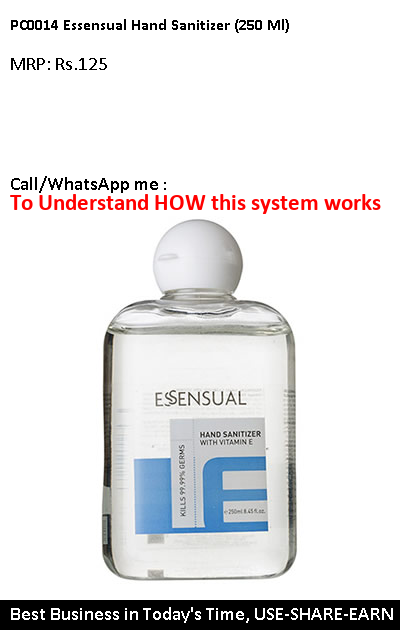 PC0014 Essensual Hand Sanitizer (250 Ml)
MRP: Rs.125
Call/WhatsApp me :
To Understand HOW this system works
ESSENSUAL
HAND SANITIZER
WITH VITAMIN E
KILLS 99.99% GERMS
e250ml 8.45 fl.oz.
Best Business in Today's Time, USE-SHARE-EARN